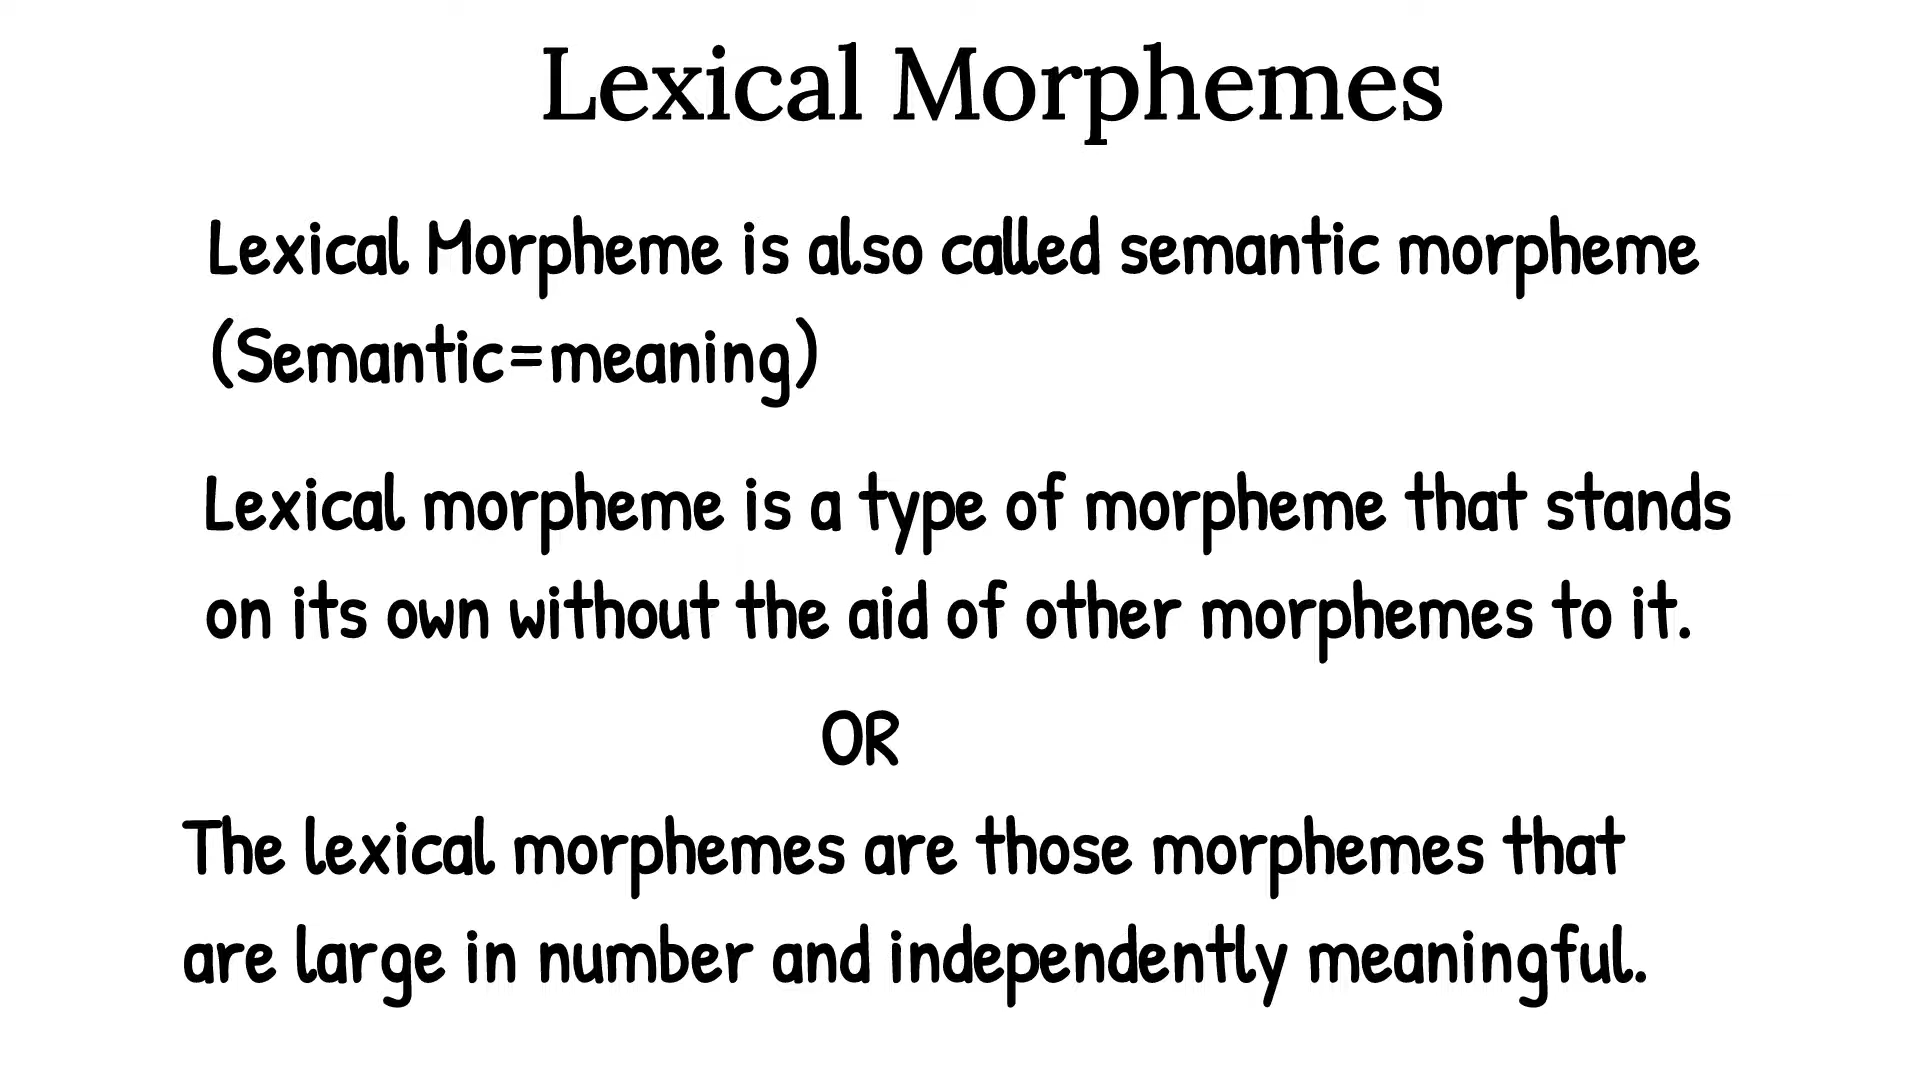 Lexical Morphemes
Lexical Morpheme is also called semantic morpheme
(Semantic=meaning)
Lexical morpheme is a type of morpheme that stands
on its own without the aid of other morphemes to it.
OR
The lexical morphemes are those morphemes that
are large in number and independently meaningful.